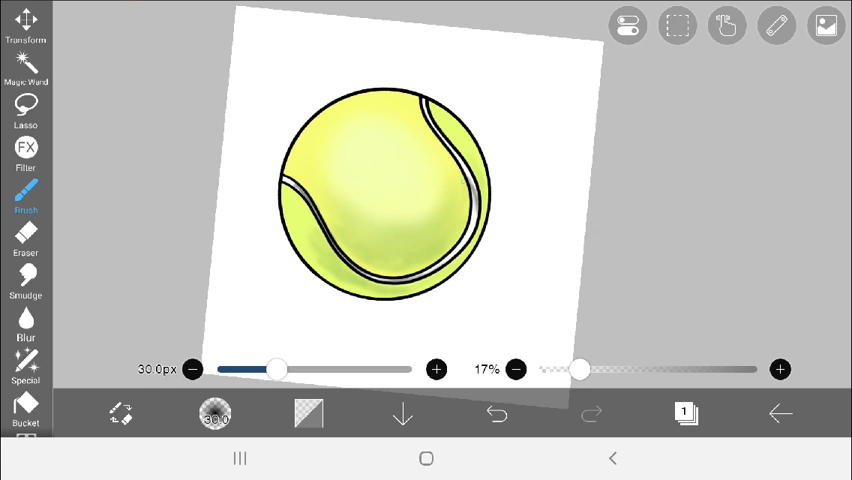 Transform
Magic Wand
Lasso
FX
Filter
Brush
Eraser
Smudge
Blur
Special
Bucket
30.0px
17%
30.0
1